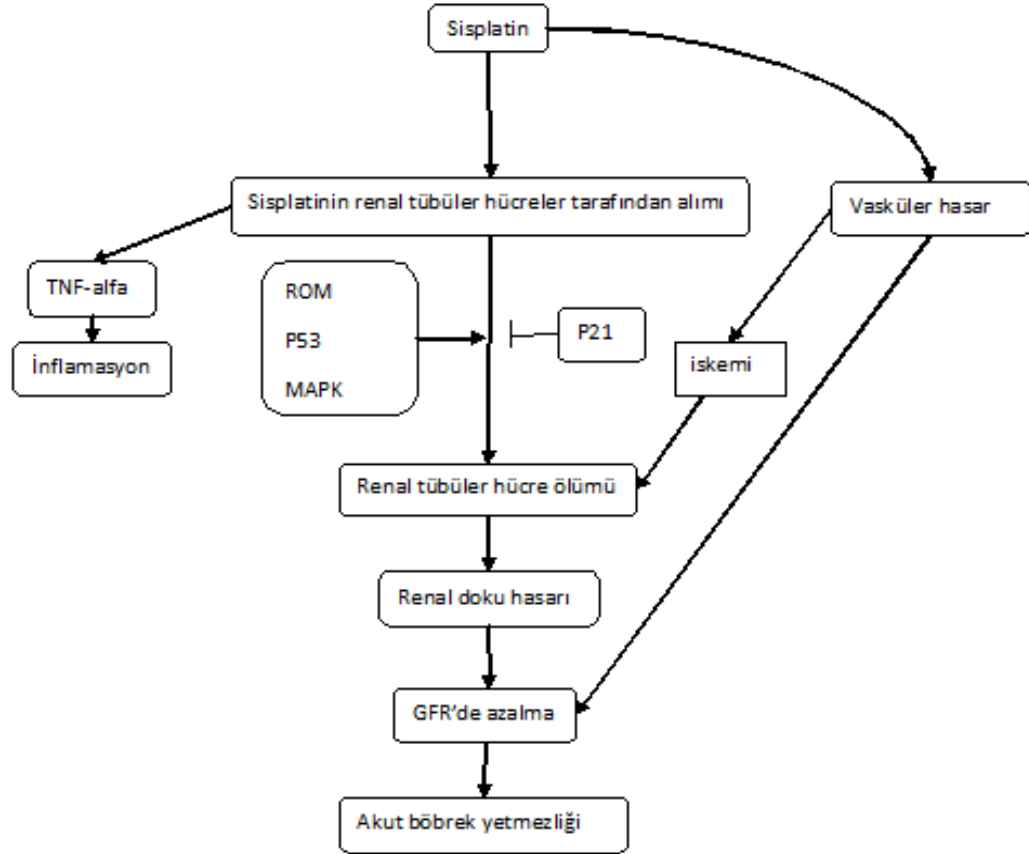 Sisplatin
Sisplatinin renal tübüler hücreler tarafından alımı
Vasküler hasar
TNF-alfa
İnflamasyon
ROM
P53
MAPK
P21
iskemi
Renal tübüler hücre ölümü
Renal doku hasarı
GFR’de azalma
Akut böbrek yetmezliği